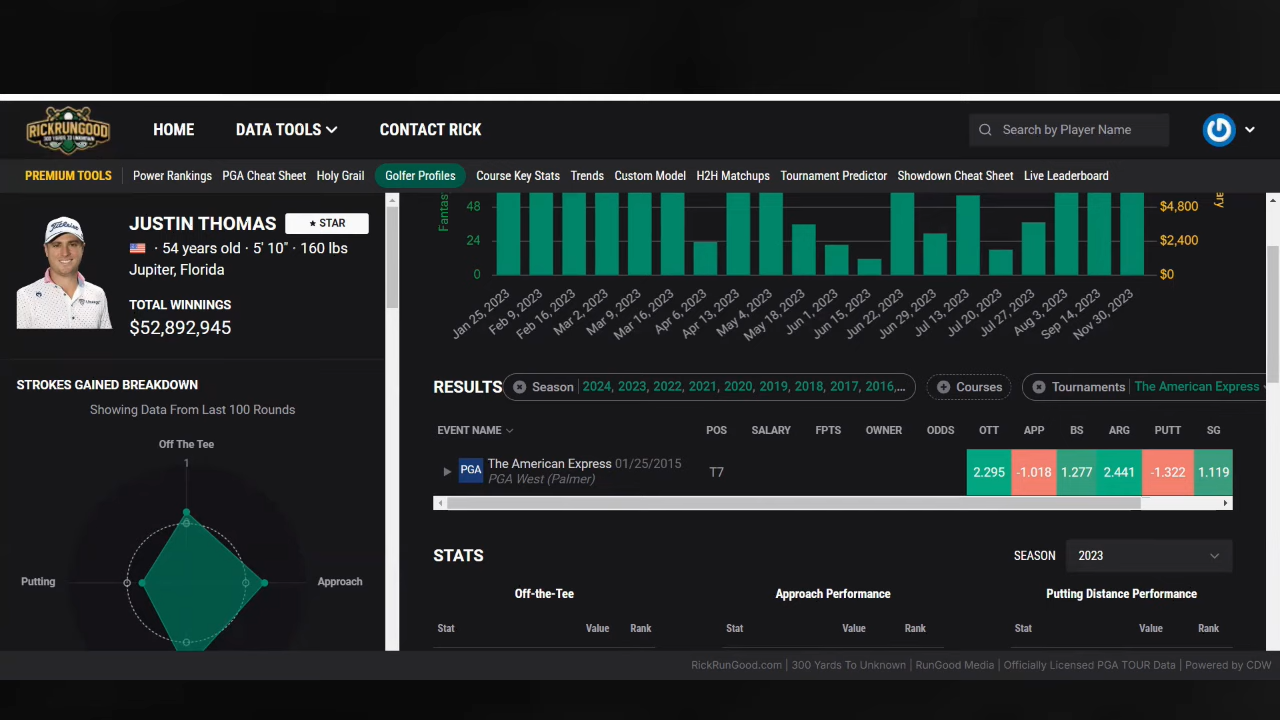 RICKRUNGOOD
300 YARDS TO UNKNOWN
HOME
DATA TOOLS
CONTACT RICK
Search by Player Name
PREMIUM TOOLS
Power Rankings
PGA Cheat Sheet
Holy Grail
Golfer Profiles
Course Key Stats
Trends
Custom Model
H2H Matchups
Tournament Predictor
Showdown Cheat Sheet
Live Leaderboard
JUSTIN THOMAS
★ STAR
· 54 years old · 5' 10" · 160 lbs
Jupiter, Florida
TOTAL WINNINGS
$52,892,945
STROKES GAINED BREAKDOWN
Showing Data From Last 100 Rounds
Off The Tee
1
Putting
Approach
Fantas
48
24
0
$4,800
$2,400
$0
ary
Jan 25, 2023
Feb 9, 2023
Feb 16, 2023
Mar 2, 2023
Mar 9, 2023
Mar 16, 2023
Apr 6, 2023
Apr 13, 2023
May 4, 2023
May 18, 2023
Jun 1, 2023
Jun 15, 2023
Jun 22, 2023
Jun 29, 2023
Jul 13, 2023
Jul 20, 2023
Jul 27, 2023
Aug 3, 2023
Sep 14, 2023
Nov 30, 2023
RESULTS
Season | 2024, 2023, 2022, 2021, 2020, 2019, 2018, 2017, 2016,...
Courses
Tournaments | The American Express
EVENT NAME POS SALARY FPTS OWNER ODDS OTT APP BS ARG PUTT SG
PGA The American Express 01/25/2015 T7 2.295 -1.018 1.277 2.441 -1.322 1.119
PGA West (Palmer)
STATS
SEASON 2023
Off-the-Tee
Stat Value Rank
Approach Performance
Stat Value Rank
Putting Distance Performance
Stat Value Rank
RickRunGood.com | 300 Yards To Unknown | RunGood Media | Officially Licensed PGA TOUR Data | Powered by CDW